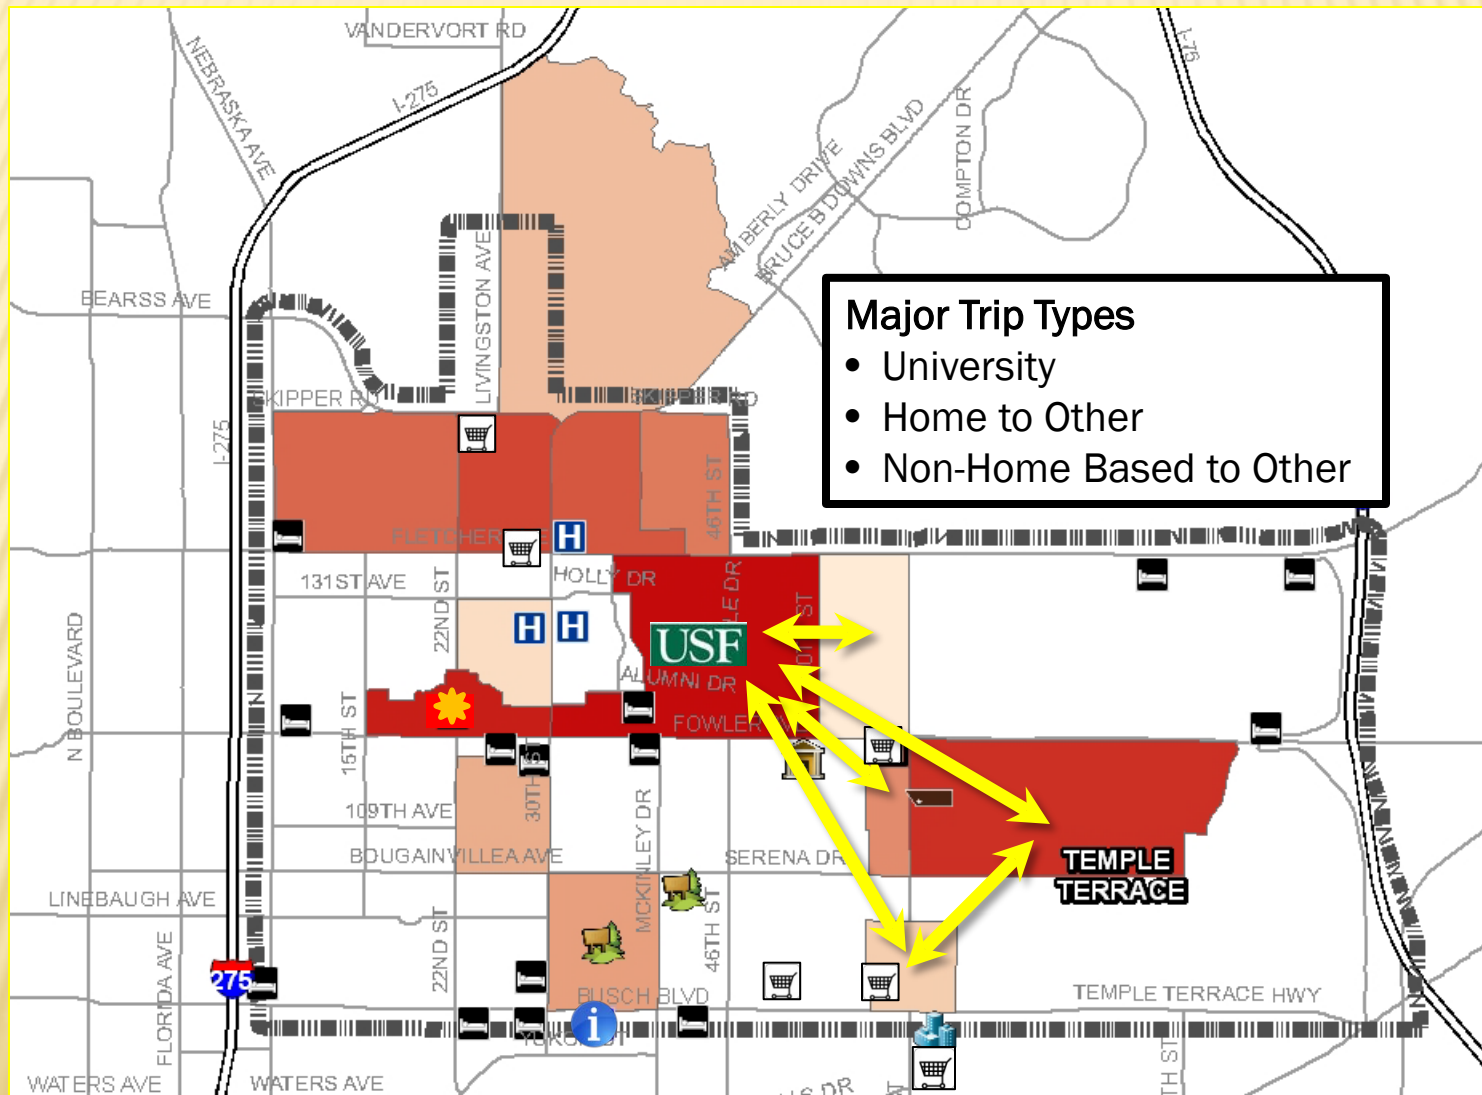 VANDERVORT RD
I-75
NEBRASKA AVE
I-275
COMPTON DR
AMBERLY DRIVE
BRUCE B DOWNS BLVD
LIVINGSTON AVE
BEARSS AVE
Major Trip Types
• University
• Home to Other
• Non-Home Based to Other
SKIPPER RD
SKIPPER RD
I-275
46TH ST
FLETCHER
H
131ST AVE
HOLLY DR
22ND ST
H
H
USF
ALUMNI DR
N BOULEVARD
15TH ST
FOWLER
30TH S
109TH AVE
MCKINLEY DR
BOUGAINVILLEA AVE
SERENA DR
TEMPLE
TERRACE
LINEBAUGH AVE
22ND ST
46TH ST
FLORIDA AVE
275
BUSCH BLVD
TEMPLE TERRACE HWY
i
WATERS AVE
WATERS AVE
TH ST